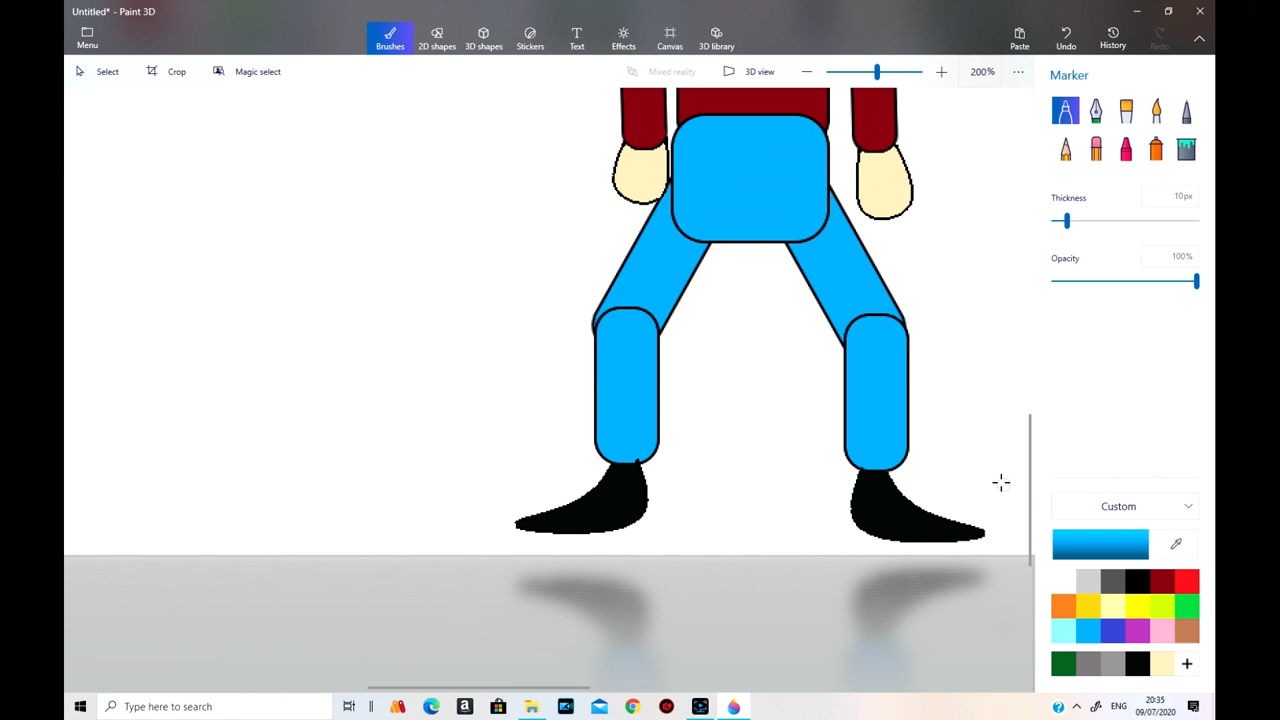 Untitled* - Paint 3D
Menu
Brushes
2D shapes
3D shapes
Stickers
Text
Effects
Canvas
3D library
Paste
Undo
History
Redo
Select
Crop
Magic select
Mixed reality
3D view
200%
Marker
Thickness
10px
Opacity
100%
Custom
Type here to search
ENG
20:35
09/07/2020